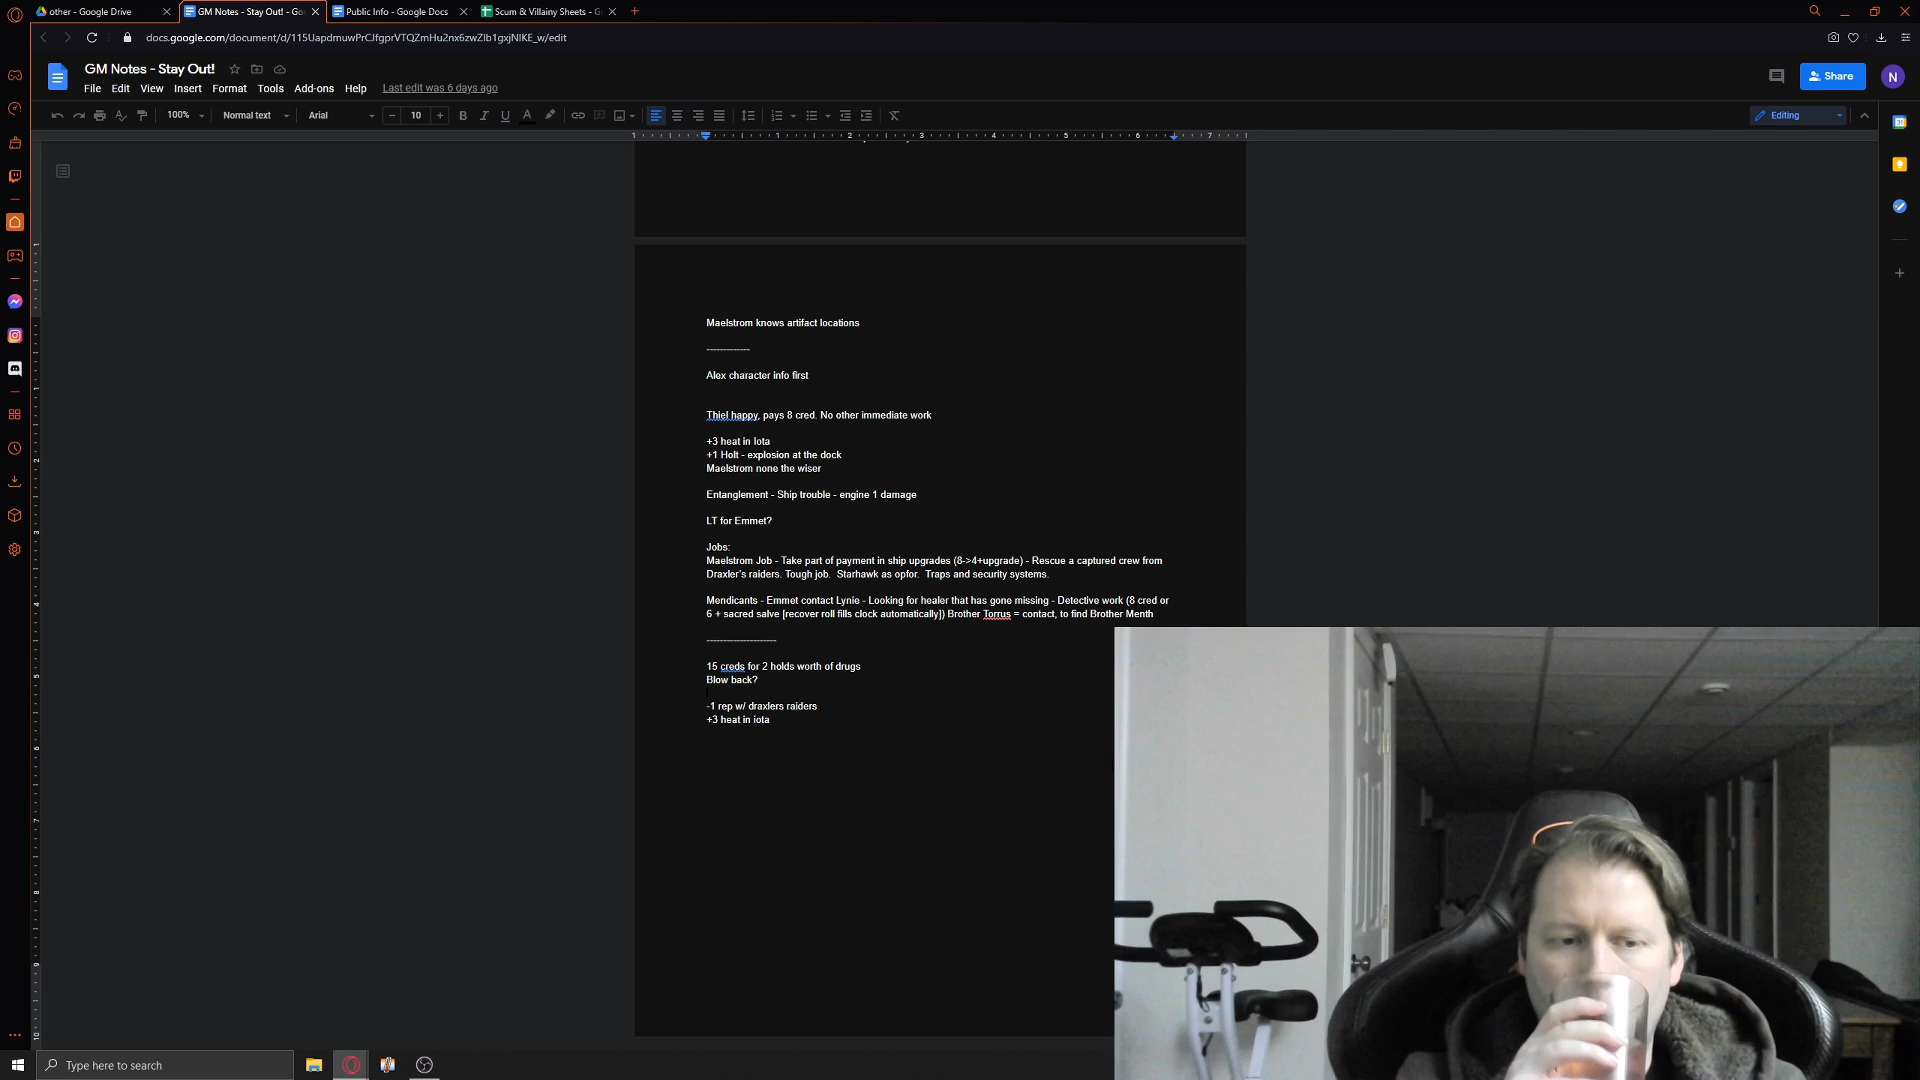 other - Google Drive
GM Notes - Stay Out! - Go
Public Info - Google Docs
Scum & Villainy Sheets - G
docs.google.com/document/d/115UapdmuwPrCJfgprVTQZmHu2nx6zwZlb1gxjNIKE_w/edit
GM Notes - Stay Out!
File Edit View Insert Format Tools Add-ons Help Last edit was 6 days ago
Share
N
100% Normal text Arial 10 Editing
1 1 2 3 4 5 6 7
Maelstrom knows artifact locations
-------------
Alex character info first
Thiel happy, pays 8 cred. No other immediate work
+3 heat in Iota
+1 Holt - explosion at the dock
Maelstrom none the wiser
Entanglement - Ship trouble - engine 1 damage
LT for Emmet?
Jobs:
Maelstrom Job - Take part of payment in ship upgrades (8->4+upgrade) - Rescue a captured crew from
Draxler's raiders. Tough job.  Starhawk as opfor.  Traps and security systems.
Mendicants - Emmet contact Lynie - Looking for healer that has gone missing - Detective work (8 cred or
6 + sacred salve [recover roll fills clock automatically]) Brother Torrus = contact, to find Brother Menth
---------------------
15 creds for 2 holds worth of drugs
Blow back?
-1 rep w/ draxlers raiders
+3 heat in iota
Type here to search